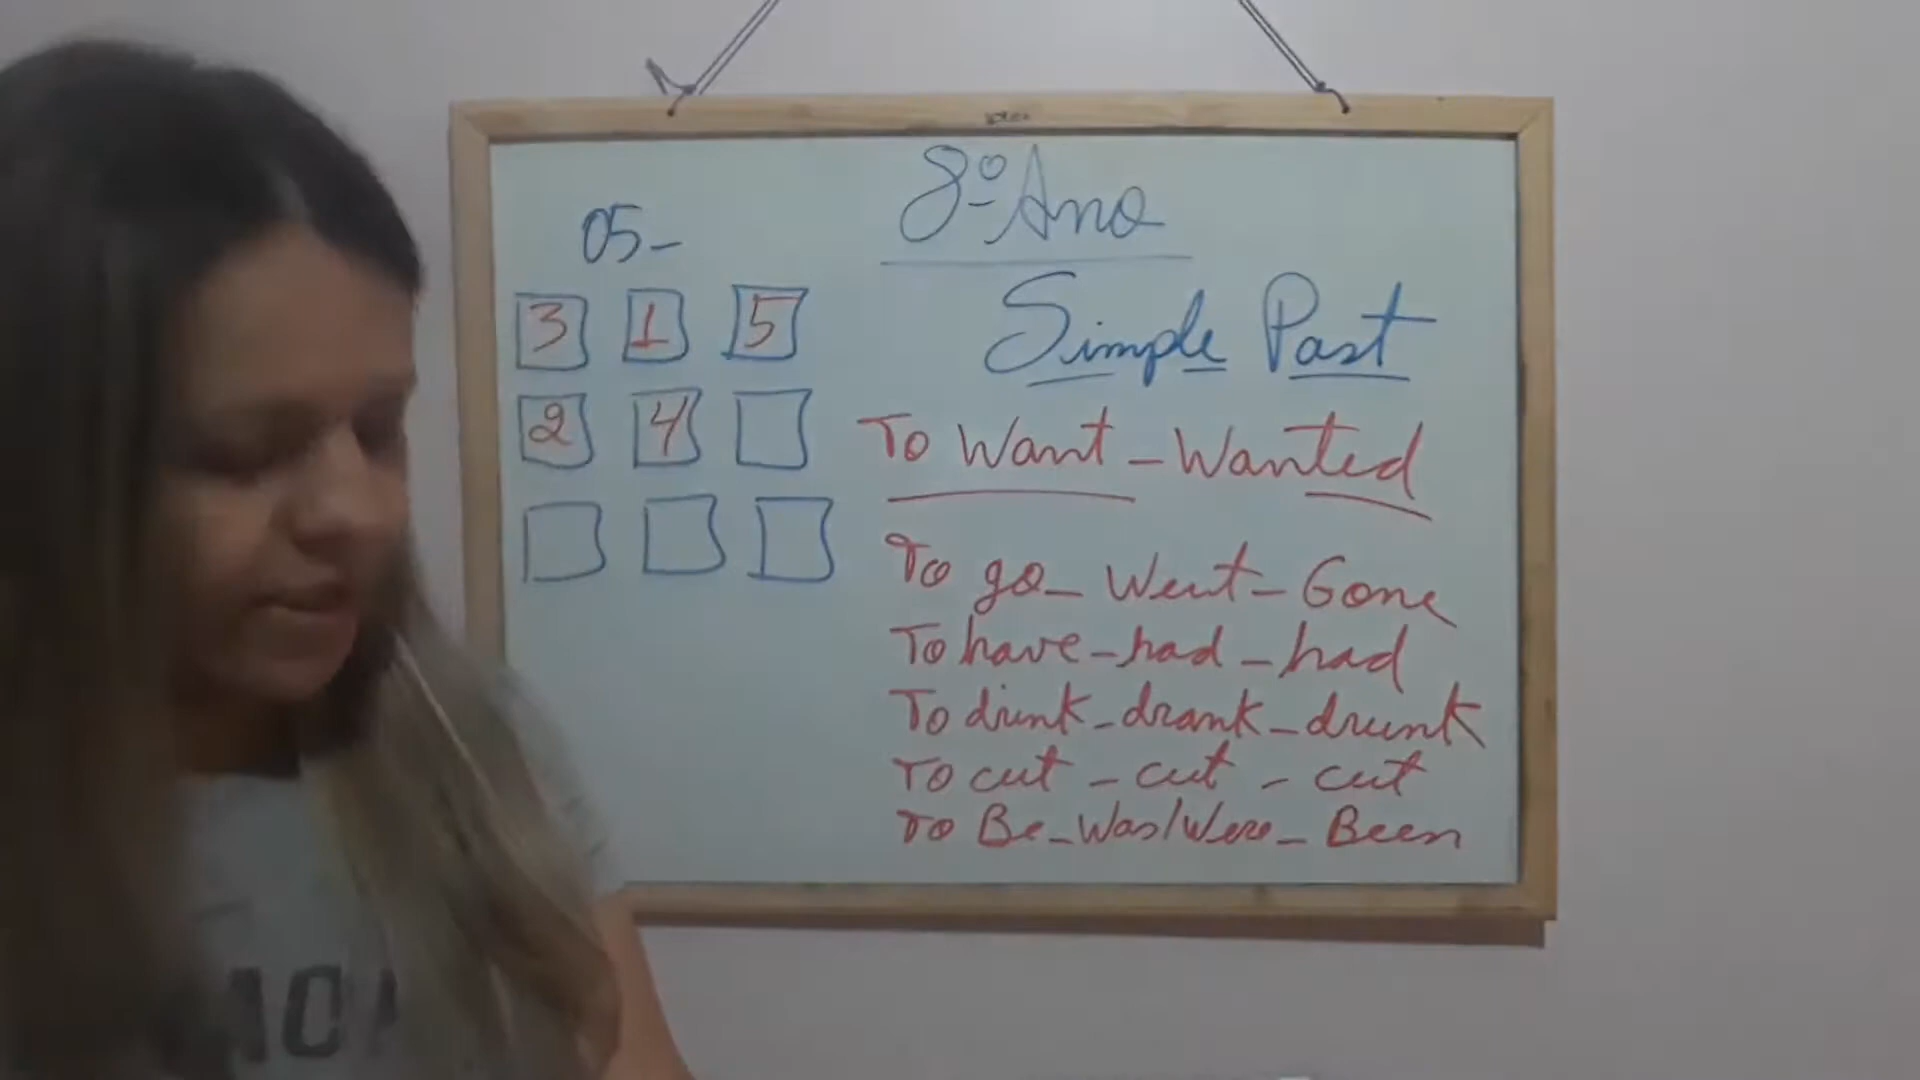 8º Ano
05-
3 1 5
2 4
Simple Past
To Want - Wanted
To go - Went - Gone
To have - had - had
To drink - drank - drunk
To cut - cut - cut
To Be - Was/Were - Been